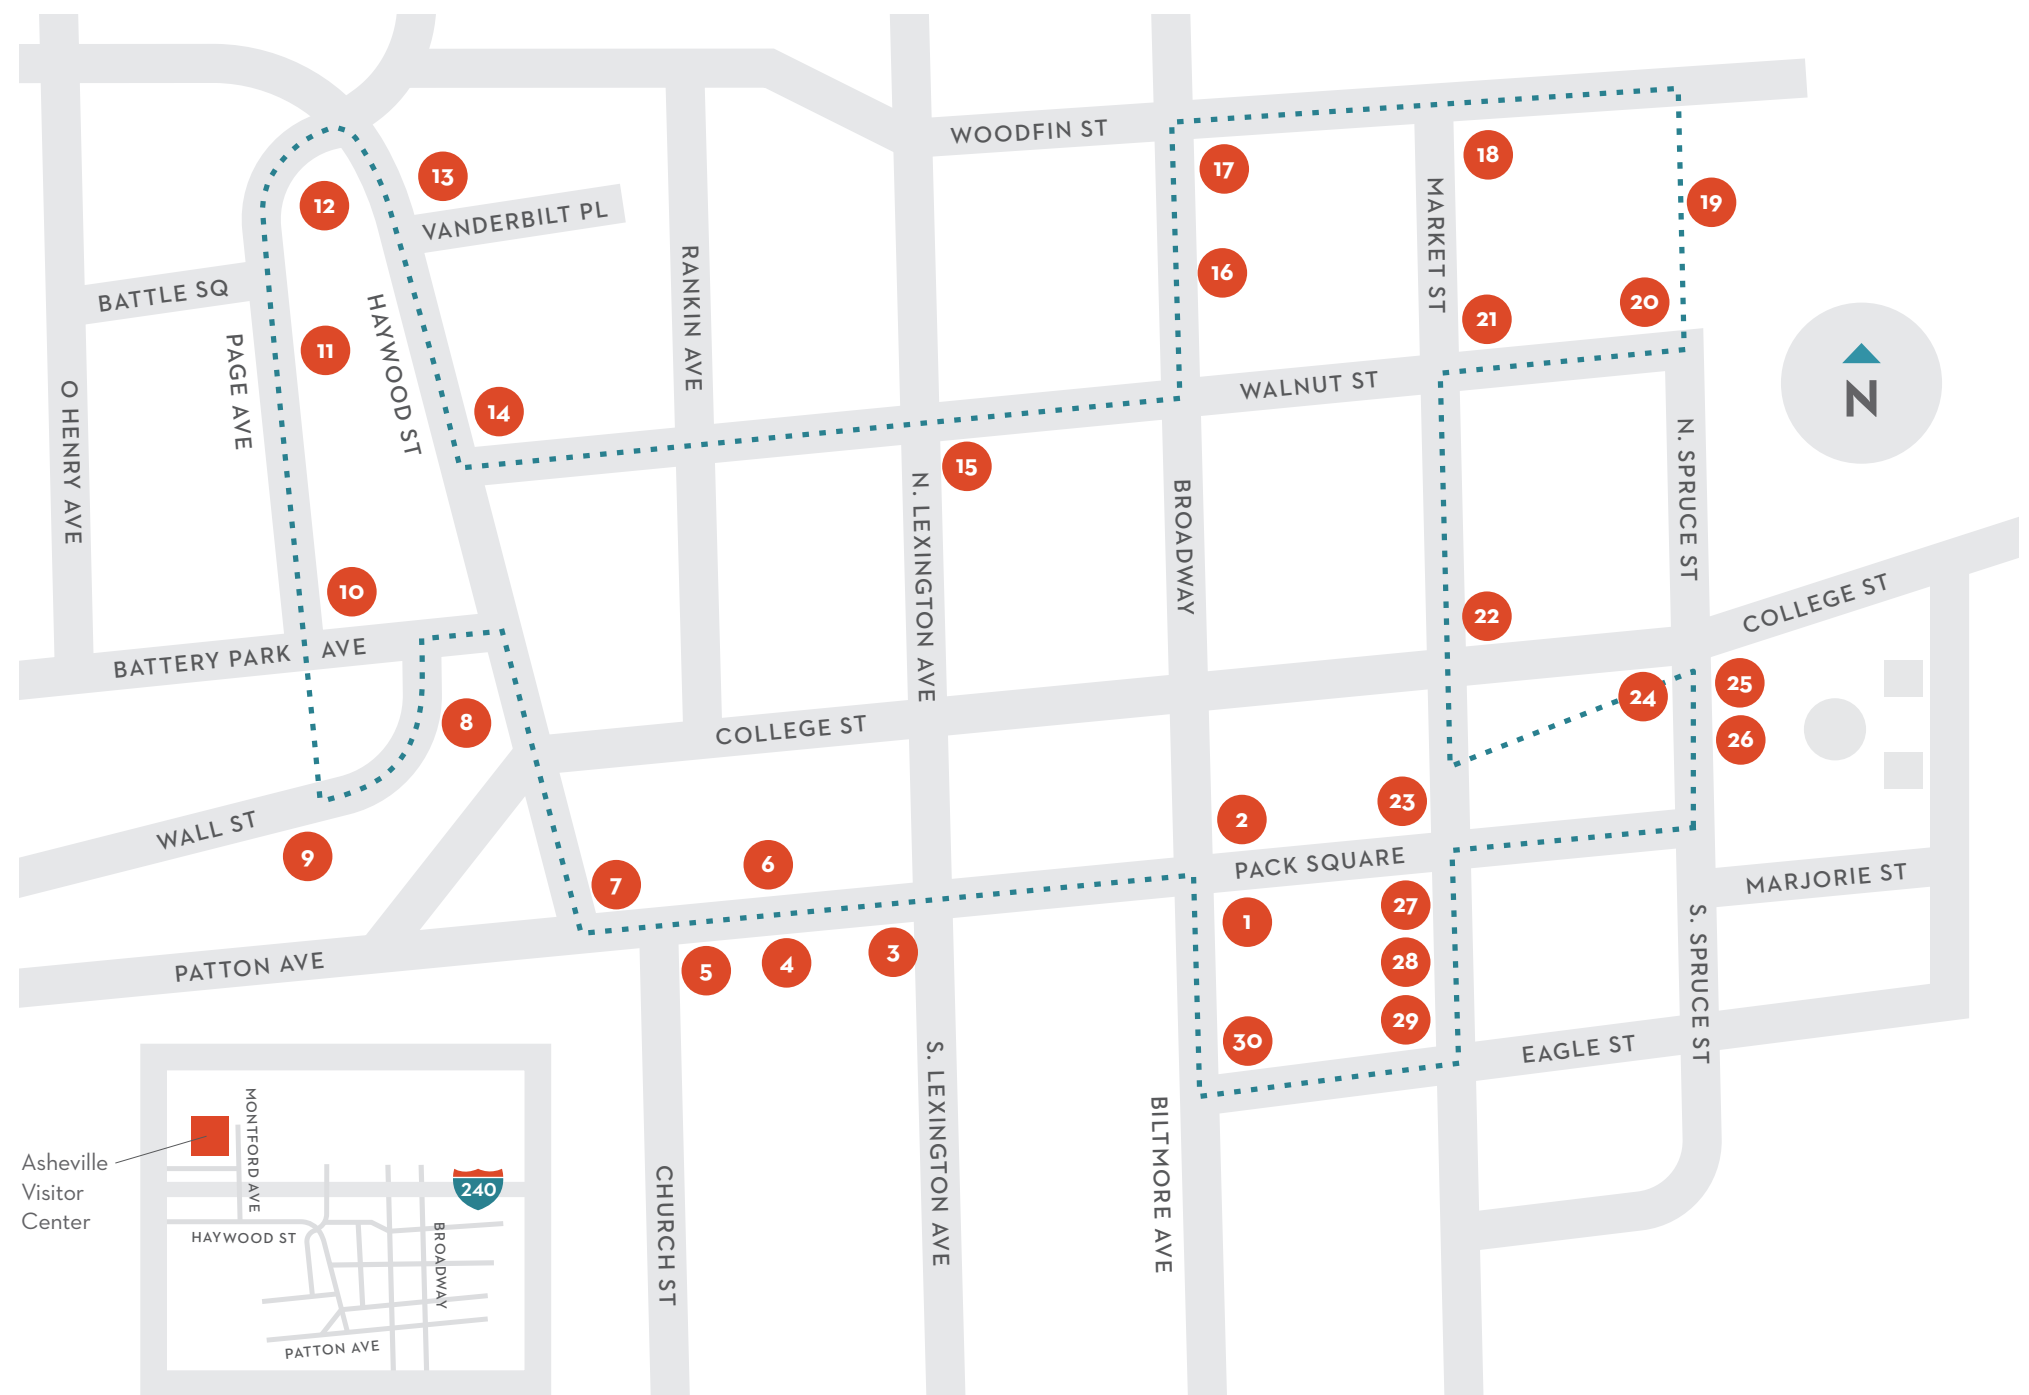 WOODFIN ST
13
17
18
12
VANDERBILT PL
19
MARKET ST
RANKIN AVE
16
BATTLE SQ
HAYWOOD ST
20
21
11
PAGE AVE
O HENRY AVE
WALNUT ST
N
14
15
N. SPRUCE ST
N. LEXINGTON AVE
BROADWAY
10
22
COLLEGE ST
BATTERY PARK AVE
8
24
25
COLLEGE ST
26
WALL ST
9
2
23
6
7
PACK SQUARE
MARJORIE ST
1
27
3
4
5
28
PATTON AVE
S. SPRUCE ST
29
30
EAGLE ST
S. LEXINGTON AVE
BILTMORE AVE
CHURCH ST
MONTFORD AVE
Asheville
Visitor
Center
240
HAYWOOD ST
BROADWAY
PATTON AVE